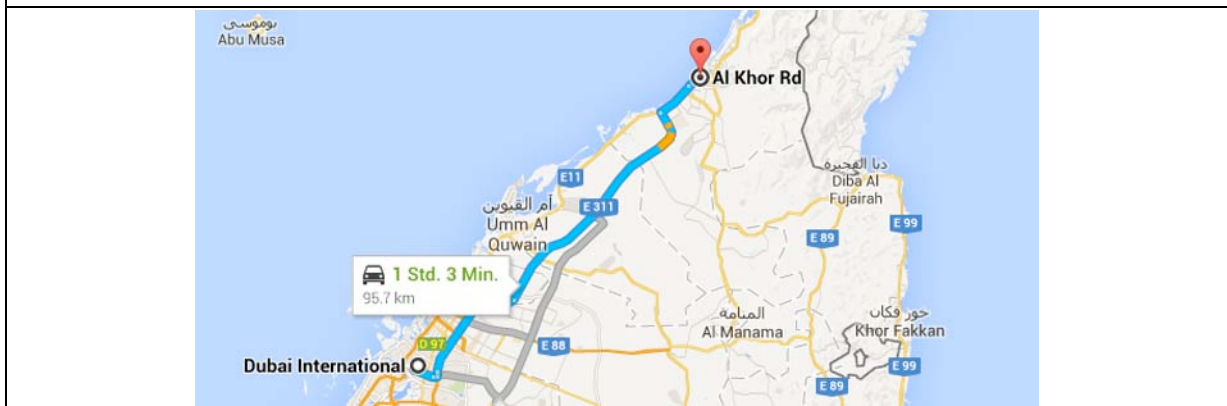 بوموسى
Abu Musa
Al Khor Rd
دبا الفجيرة
Diba Al
Fujairah
E11
E 311
أم القيوين
Umm Al
Quwain
E 99
E 89
1 Std. 3 Min.
95.7 km
المنامة
Al Manama
خور فكان
Khor Fakkan
D 97
E 88
Dubai International
E 99
E 89